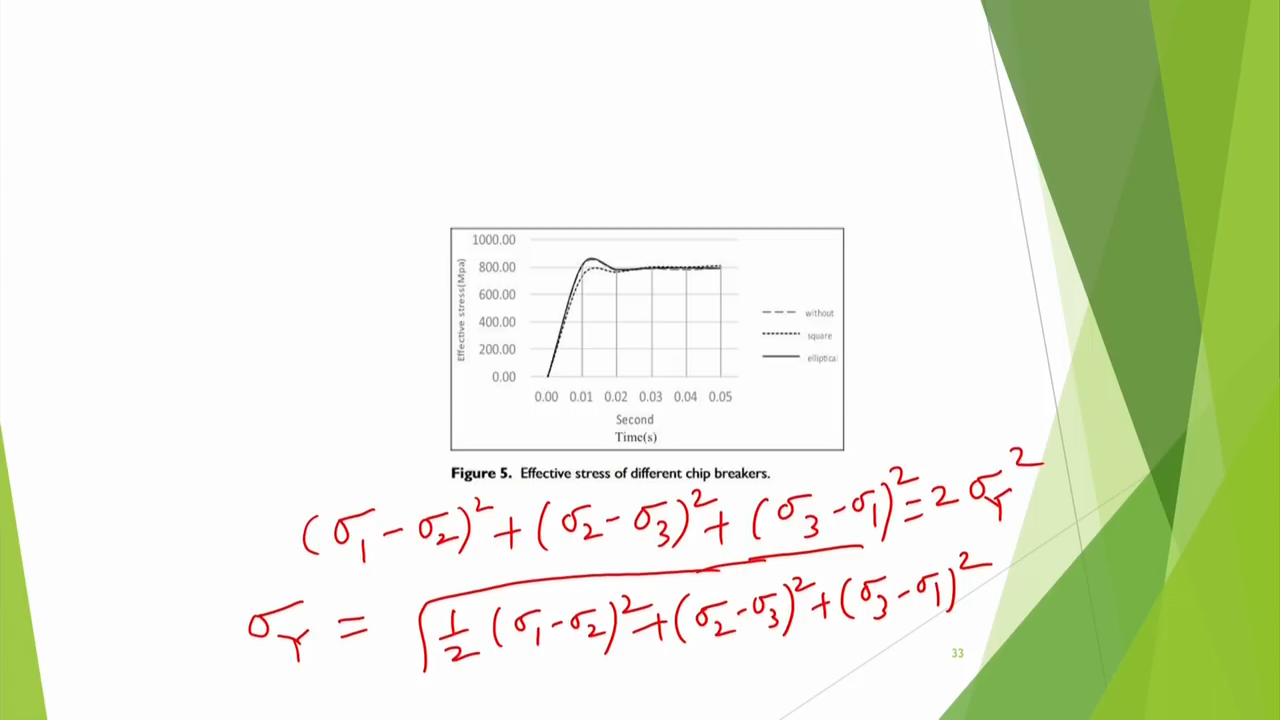 1000.00
800.00
600.00
400.00
200.00
0.00
Effective stress(Mpa)
0.00 0.01 0.02 0.03 0.04 0.05
Second
Time(s)
without
square
elliptical
Figure 5. Effective stress of different chip breakers.
(σ₁ − σ₂)² + (σ₂ − σ₃)² + (σ₃ − σ₁)² = 2 σ_Y²
σ_Y = √ 1/2 (σ₁ − σ₂)² + (σ₂ − σ₃)² + (σ₃ − σ₁)²
33